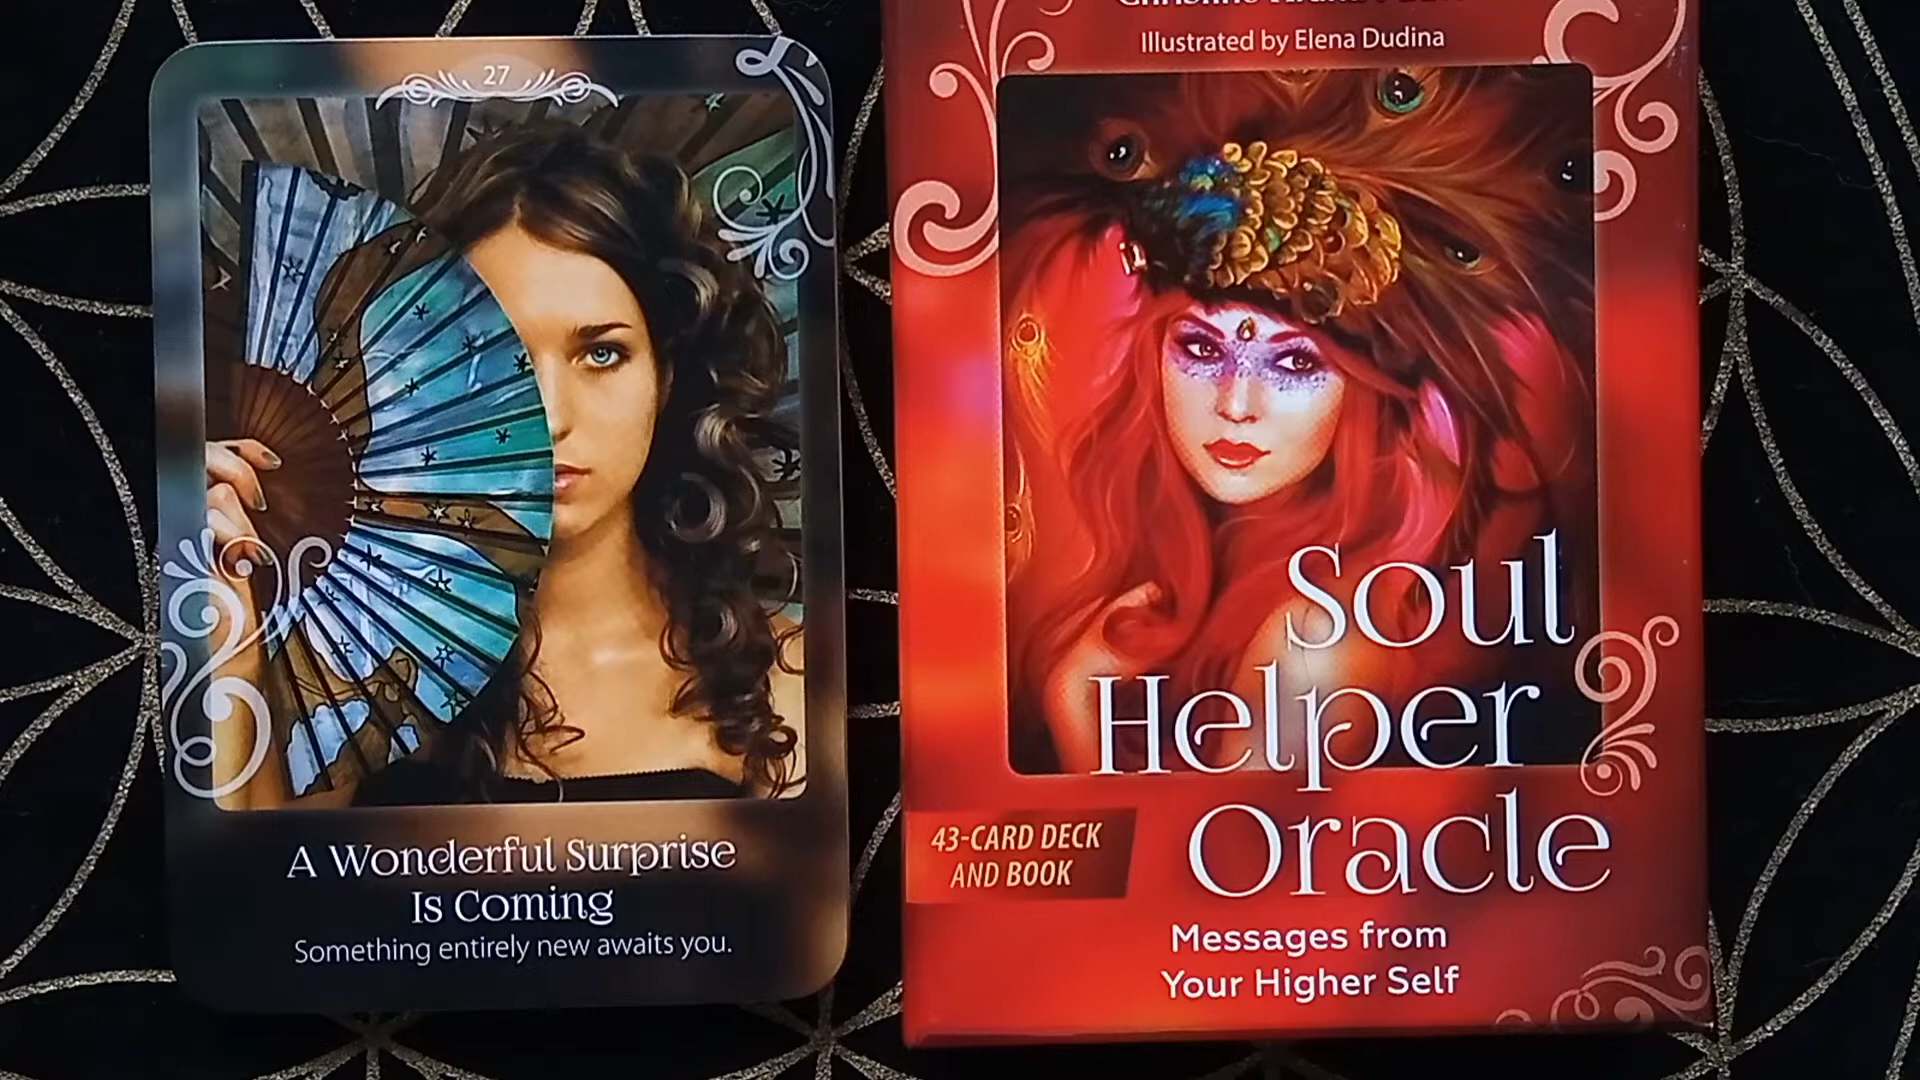 27
A Wonderful Surprise
Is Coming
Something entirely new awaits you.
Illustrated by Elena Dudina
Soul
Helper
Oracle
43-CARD DECK
AND BOOK
Messages from
Your Higher Self